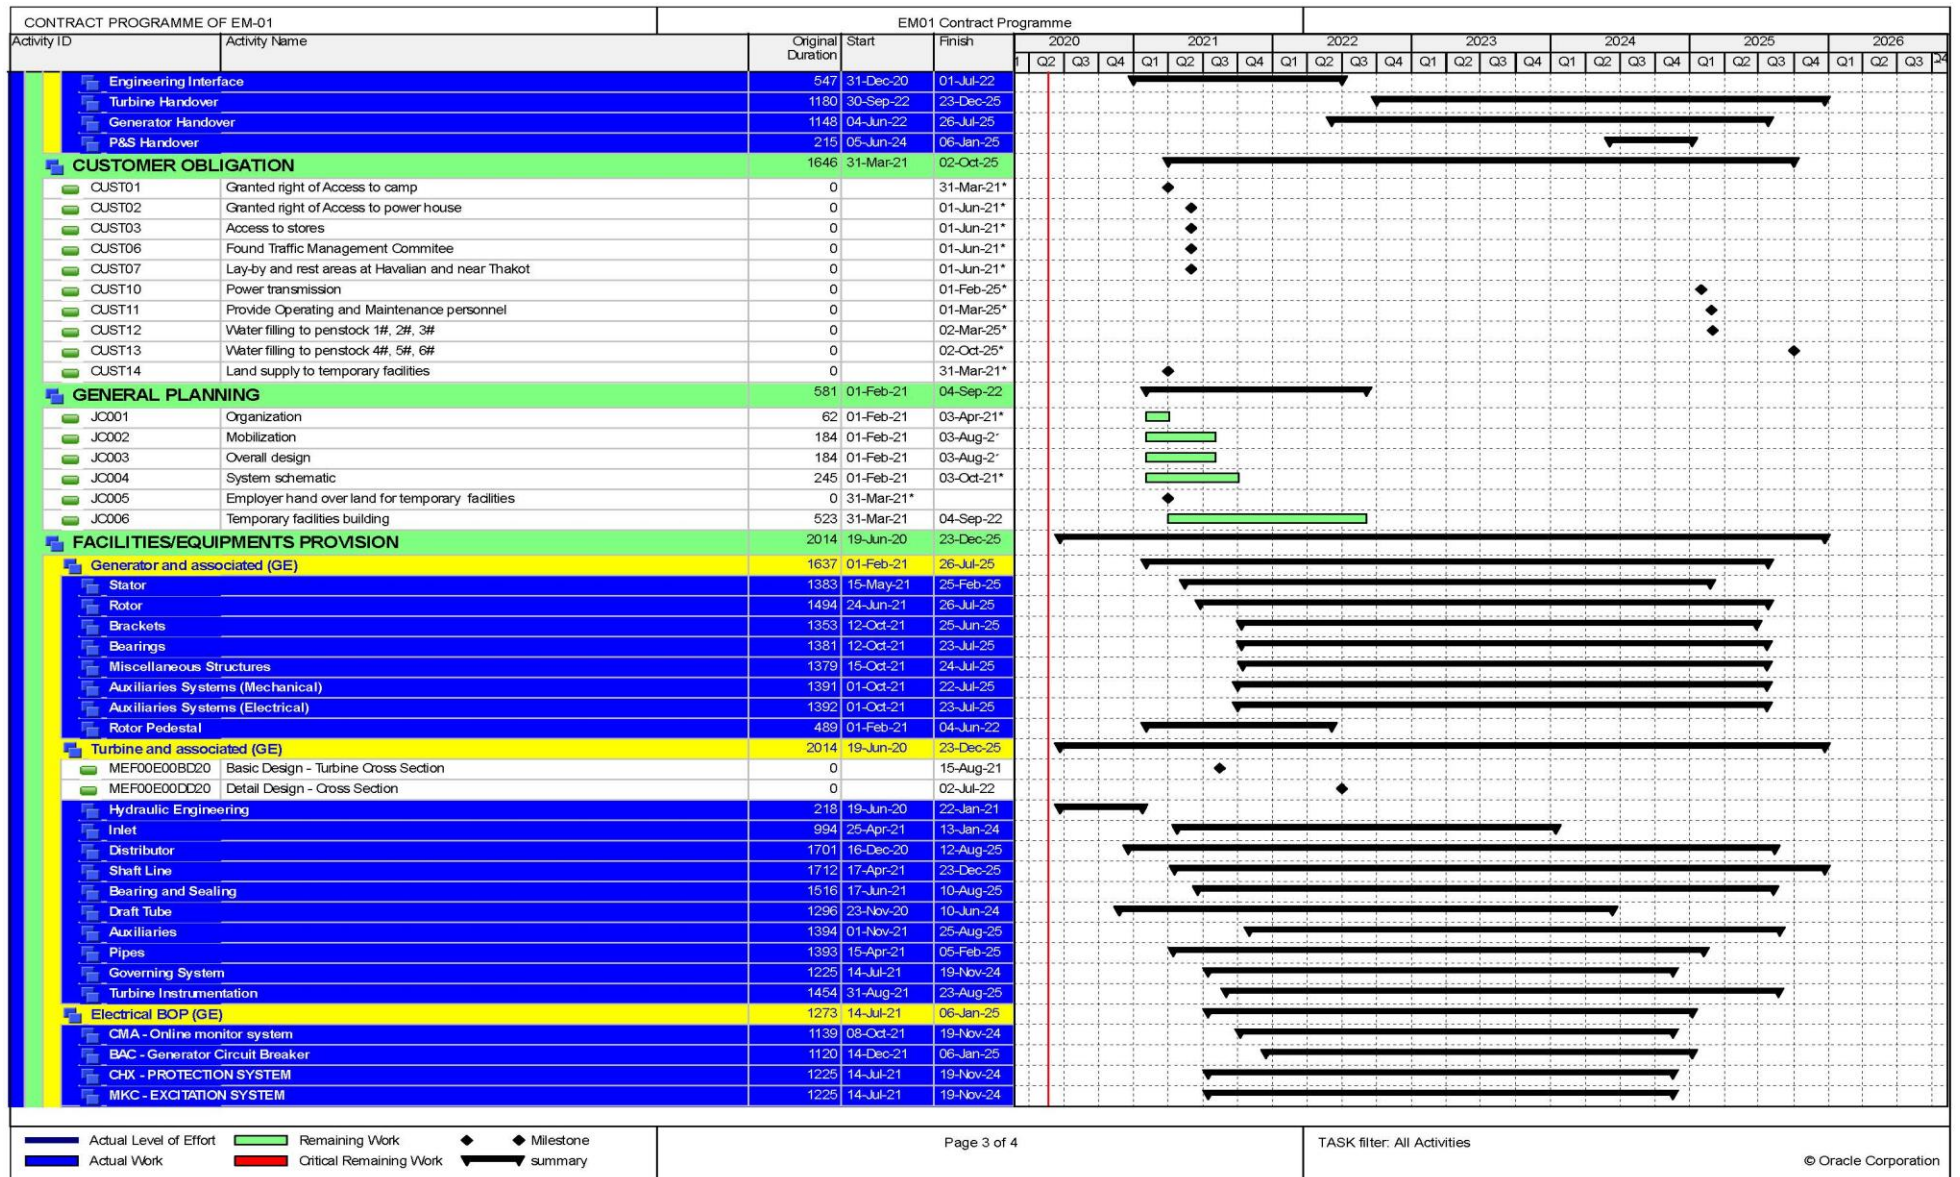 CONTRACT PROGRAMME OF EM-01 EM01 Contract Programme
Activity ID Activity Name Original Duration Start Finish 2020 2021 2022 2023 2024 2025 2026
Q2 Q3 Q4 Q1 Q2 Q3 Q4 Q1 Q2 Q3 Q4 Q1 Q2 Q3 Q4 Q1 Q2 Q3 Q4 Q1 Q2 Q3 Q4 Q1 Q2 Q3 Q4
Engineering Interface 547 31-Dec-20 01-Jul-22
Turbine Handover 1180 30-Sep-22 23-Dec-25
Generator Handover 1148 04-Jun-22 26-Jul-25
P&S Handover 215 05-Jun-24 06-Jan-25
CUSTOMER OBLIGATION 1646 31-Mar-21 02-Oct-25
CUST01 Granted right of Access to camp 0 31-Mar-21*
CUST02 Granted right of Access to power house 0 01-Jun-21*
CUST03 Access to stores 0 01-Jun-21*
CUST06 Found Traffic Management Commitee 0 01-Jun-21*
CUST07 Lay-by and rest areas at Havalian and near Thakot 0 01-Jun-21*
CUST10 Power transmission 0 01-Feb-25*
CUST11 Provide Operating and Maintenance personnel 0 01-Mar-25*
CUST12 Water filling to penstock 1#, 2#, 3# 0 02-Mar-25*
CUST13 Water filling to penstock 4#, 5#, 6# 0 02-Oct-25*
CUST14 Land supply to temporary facilities 0 31-Mar-21*
GENERAL PLANNING 581 01-Feb-21 04-Sep-22
JC001 Organization 62 01-Feb-21 03-Apr-21*
JC002 Mobilization 184 01-Feb-21 03-Aug-2
JC003 Overall design 184 01-Feb-21 03-Aug-2
JC004 System schematic 245 01-Feb-21 03-Oct-21*
JC005 Employer hand over land for temporary facilities 0 31-Mar-21*
JC006 Temporary facilities building 523 31-Mar-21 04-Sep-22
FACILITIES/EQUIPMENTS PROVISION 2014 19-Jun-20 23-Dec-25
Generator and associated (GE) 1637 01-Feb-21 26-Jul-25
Stator 1383 15-May-21 25-Feb-25
Rotor 1494 24-Jun-21 26-Jul-25
Brackets 1353 12-Oct-21 25-Jun-25
Bearings 1381 12-Oct-21 23-Jul-25
Miscellaneous Structures 1379 15-Oct-21 24-Jul-25
Auxiliaries Systems (Mechanical) 1391 01-Oct-21 22-Jul-25
Auxiliaries Systems (Electrical) 1392 01-Oct-21 23-Jul-25
Rotor Pedestal 489 01-Feb-21 04-Jun-22
Turbine and associated (GE) 2014 19-Jun-20 23-Dec-25
MEF00E00BD20 Basic Design - Turbine Cross Section 0 15-Aug-21
MEF00E00DD20 Detail Design - Cross Section 0 02-Jul-22
Hydraulic Engineering 218 19-Jun-20 22-Jan-21
Inlet 994 25-Apr-21 13-Jan-24
Distributor 1701 16-Dec-20 12-Aug-25
Shaft Line 1712 17-Apr-21 23-Dec-25
Bearing and Sealing 1516 17-Jun-21 10-Aug-25
Draft Tube 1296 23-Nov-20 10-Jun-24
Auxiliaries 1394 01-Nov-21 25-Aug-25
Pipes 1393 15-Apr-21 05-Feb-25
Governing System 1225 14-Jul-21 19-Nov-24
Turbine Instrumentation 1454 31-Aug-21 23-Aug-25
Electrical BOP (GE) 1273 14-Jul-21 06-Jan-25
CMA - Online monitor system 1139 08-Oct-21 19-Nov-24
BAC - Generator Circuit Breaker 1120 14-Dec-21 06-Jan-25
CHX - PROTECTION SYSTEM 1225 14-Jul-21 19-Nov-24
MKC - EXCITATION SYSTEM 1225 14-Jul-21 19-Nov-24
Actual Level of Effort Remaining Work Milestone Page 3 of 4 TASK filter: All Activities
Actual Work Critical Remaining Work summary
© Oracle Corporation